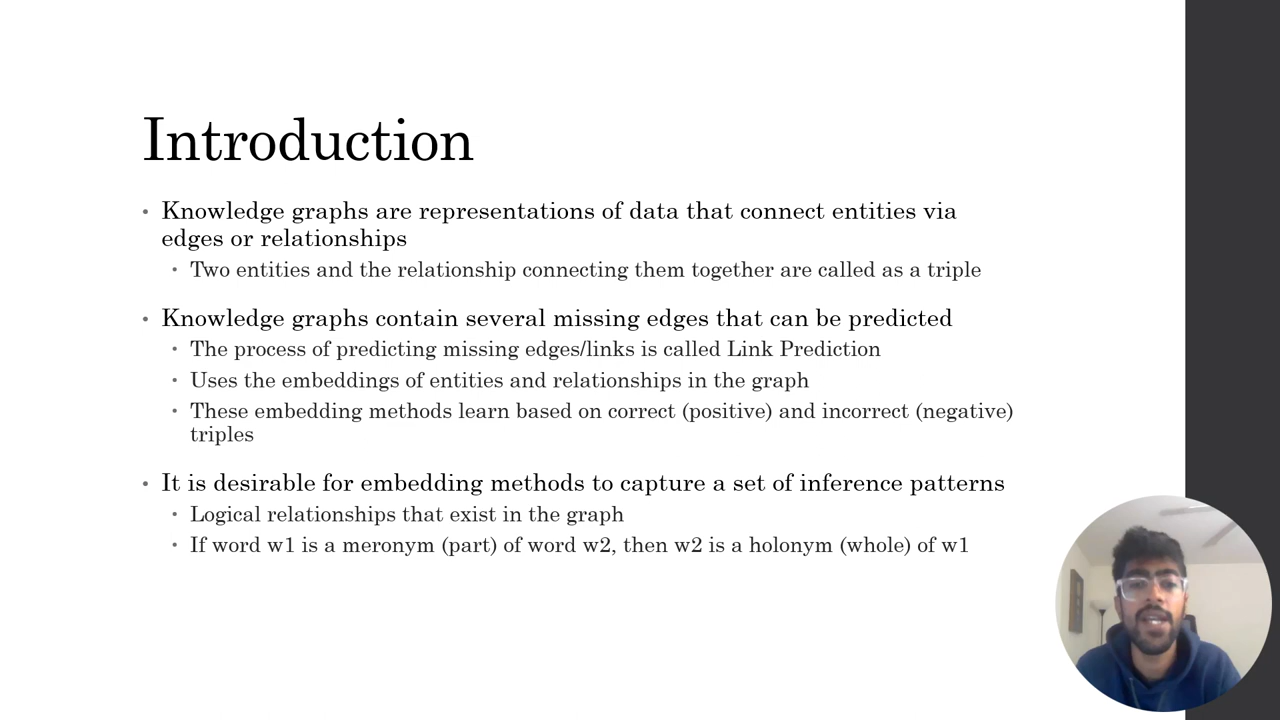 Introduction
• Knowledge graphs are representations of data that connect entities via
edges or relationships
• Two entities and the relationship connecting them together are called as a triple
• Knowledge graphs contain several missing edges that can be predicted
• The process of predicting missing edges/links is called Link Prediction
• Uses the embeddings of entities and relationships in the graph
• These embedding methods learn based on correct (positive) and incorrect (negative)
triples
• It is desirable for embedding methods to capture a set of inference patterns
• Logical relationships that exist in the graph
• If word w1 is a meronym (part) of word w2, then w2 is a holonym (whole) of w1